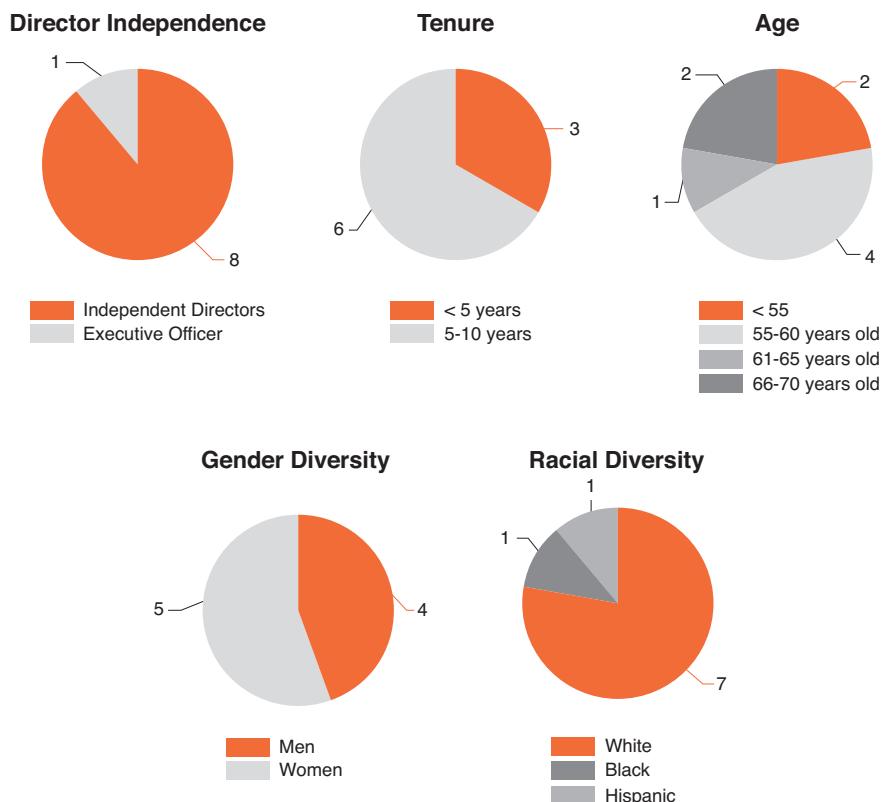 Director Independence
1
8
Independent Directors
Executive Officer
Tenure
3
6
< 5 years
5-10 years
Age
2
2
1
4
< 55
55-60 years old
61-65 years old
66-70 years old
Gender Diversity
5
4
Men
Women
Racial Diversity
1
1
7
White
Black
Hispanic